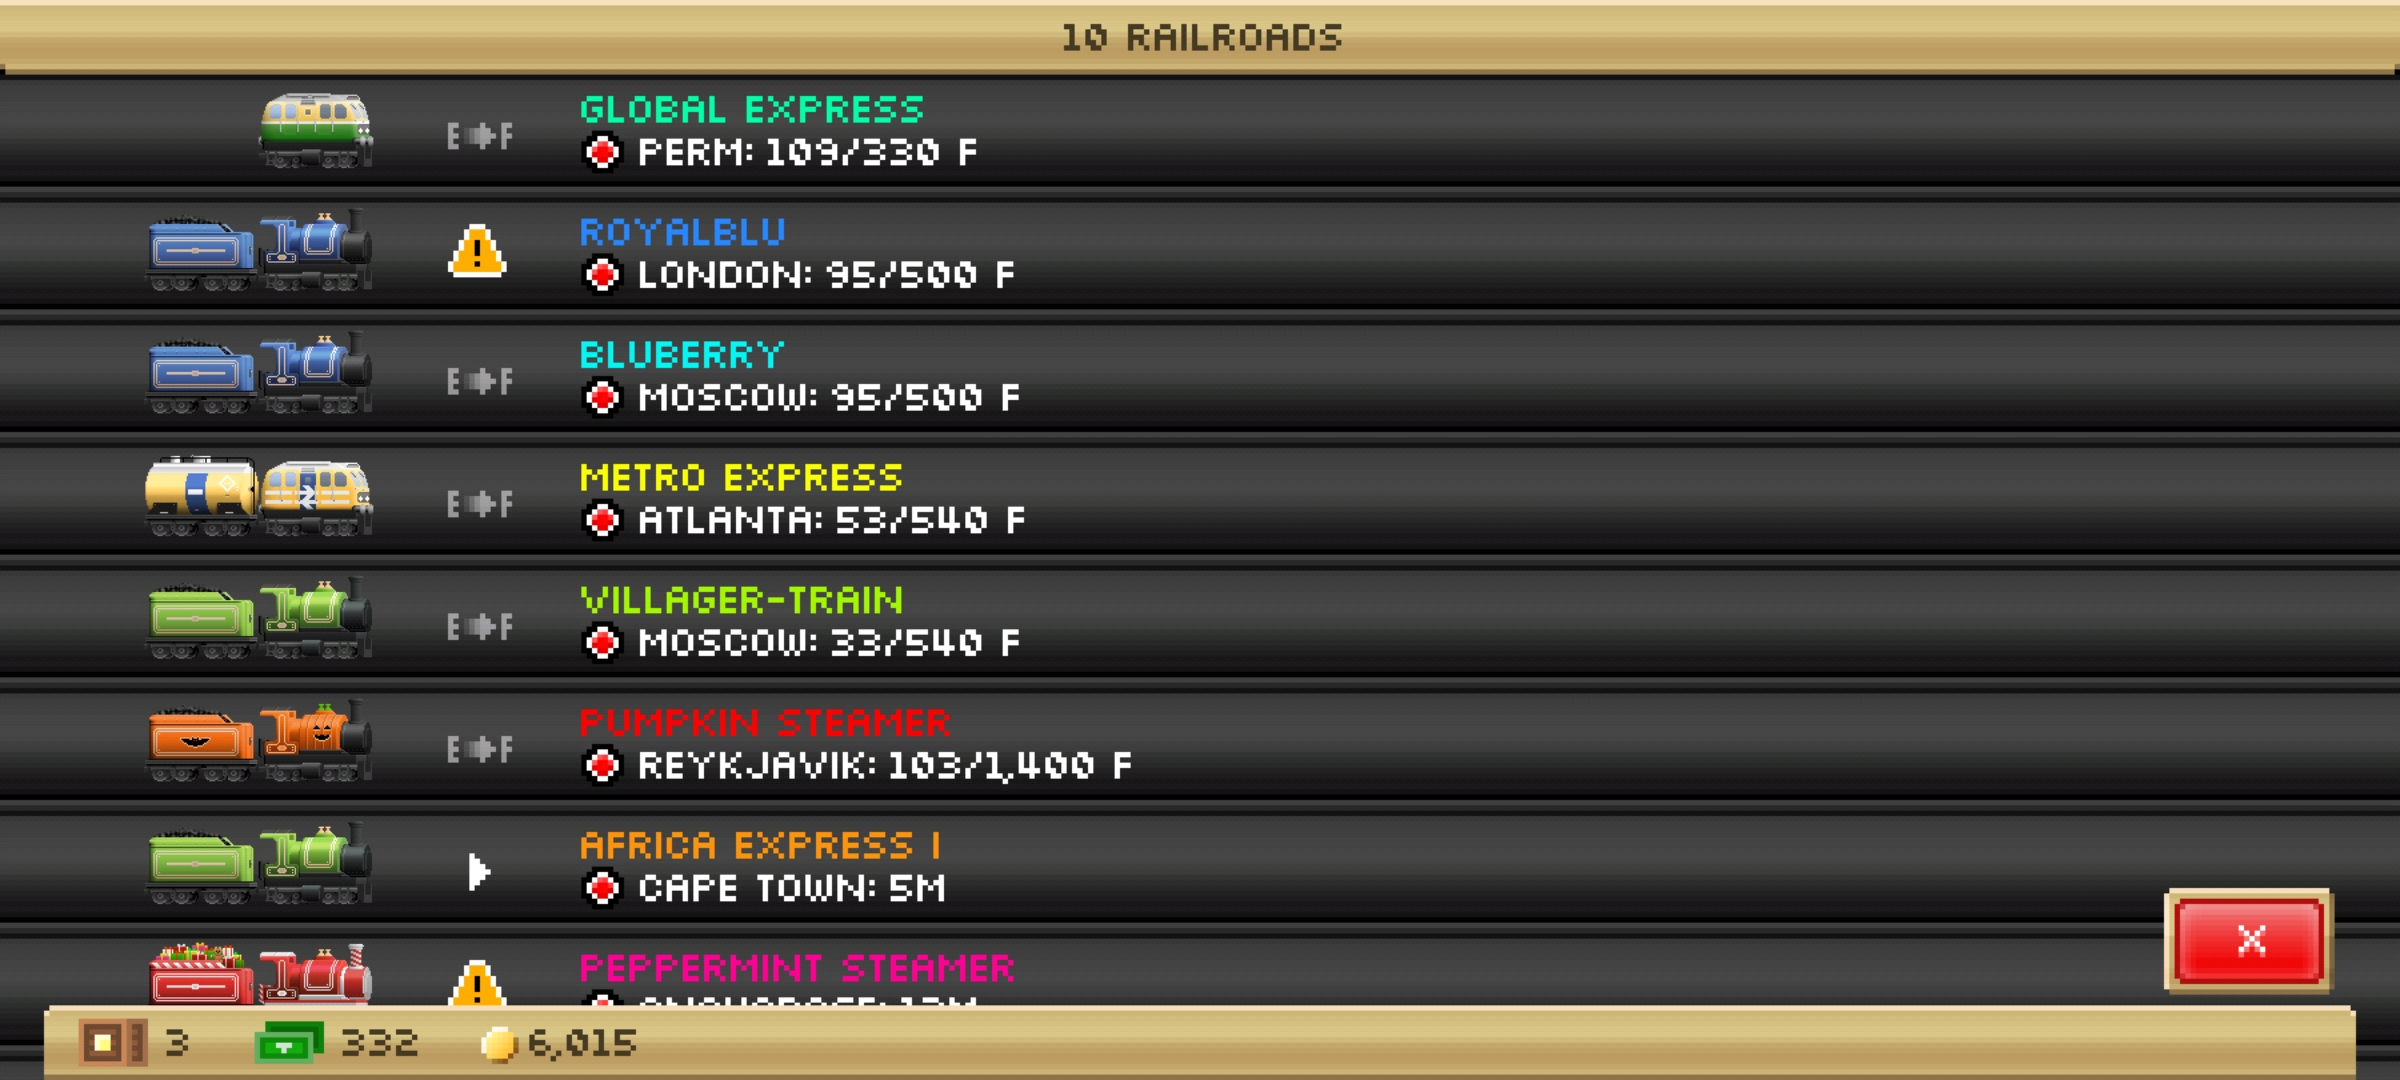 10 RAILROADS
E F GLOBAL EXPRESS
PERM: 109/330 F
ROYALBLU
! LONDON: 95/500 F
BLUBERRY
E F MOSCOW: 95/500 F
METRO EXPRESS
E F ATLANTA: 53/540 F
VILLAGER-TRAIN
E F MOSCOW: 33/540 F
PUMPKIN STEAMER
E F REYKJAVIK: 103/1,400 F
AFRICA EXPRESS I
CAPE TOWN: 5M
PEPPERMINT STEAMER
!
X
3 332 6,015